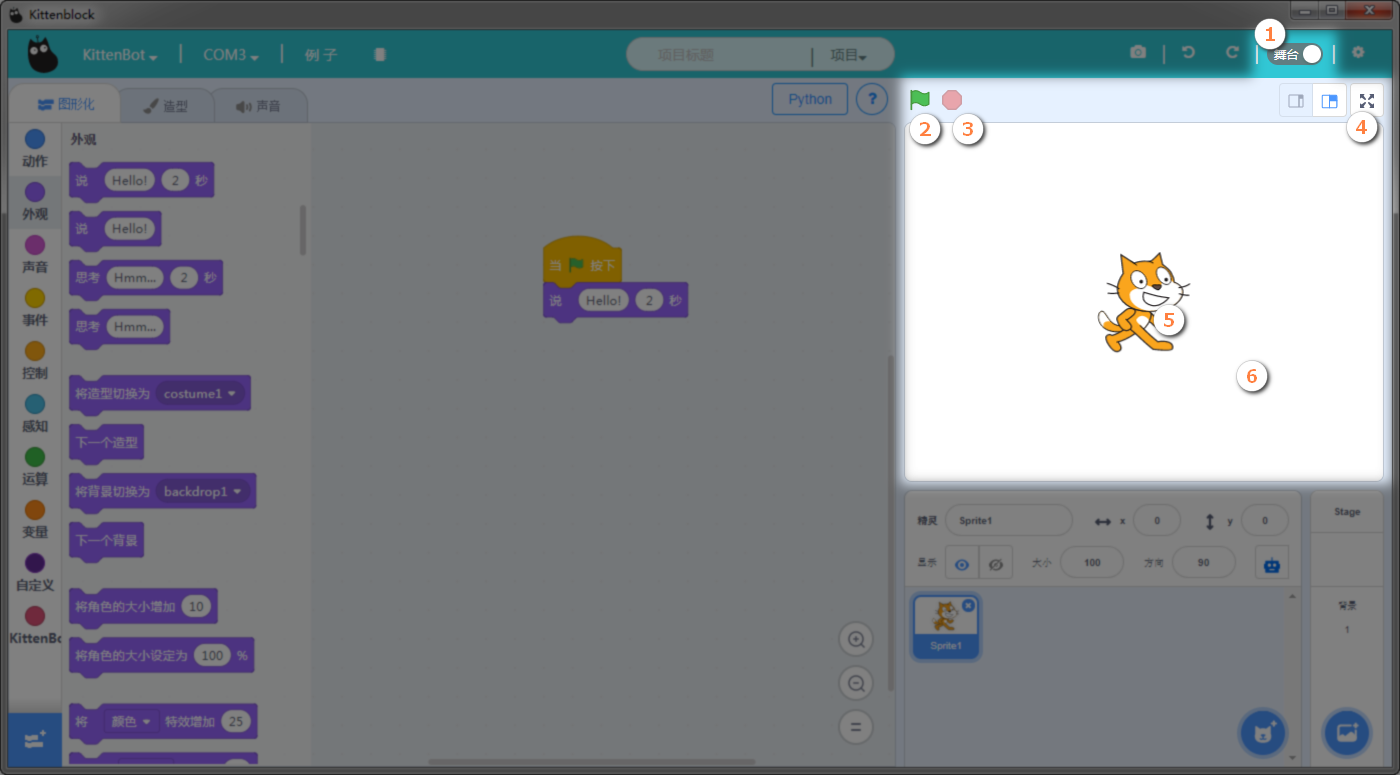 Kittenblock
KittenBot
COM3
例子
项目标题
项目
1
舞台
图形化
造型
声音
Python
?
2
3
4
动作
外观
声音
事件
控制
感知
运算
变量
自定义
KittenBo
外观
说 Hello! 2 秒
说 Hello!
思考 Hmm... 2 秒
思考 Hmm...
将造型切换为 costume1
下一个造型
将背景切换为 backdrop1
下一个背景
将角色的大小增加 10
将角色的大小设定为 100 %
将 颜色 特效增加 25
当 按下
说 Hello! 2 秒
5
6
精灵 Sprite1 x 0 y 0
显示 大小 100 方向 90
Sprite1
Stage
背景
1